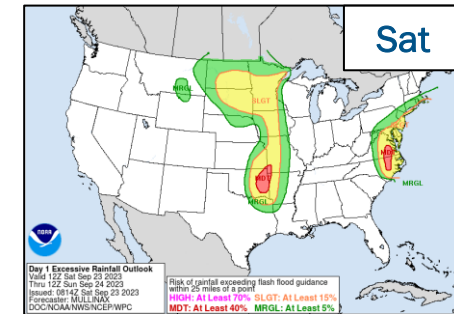 Sat
MRGL
SLGT
MDT
MRGL
MDT
MRGL
NOAA
Day 1 Excessive Rainfall Outlook
Valid 12Z Sat Sep 23 2023
Thru 12Z Sun Sep 24 2023
Issued: 0814Z Sat Sep 23 2023
Forecaster: MULLINAX
DOC/NOAA/NWS/NCEP/WPC
Risk of rainfall exceeding flash flood guidance
within 25 miles of a point
HIGH: At Least 70% SLGT: At Least 15%
MDT: At Least 40% MRGL: At Least 5%